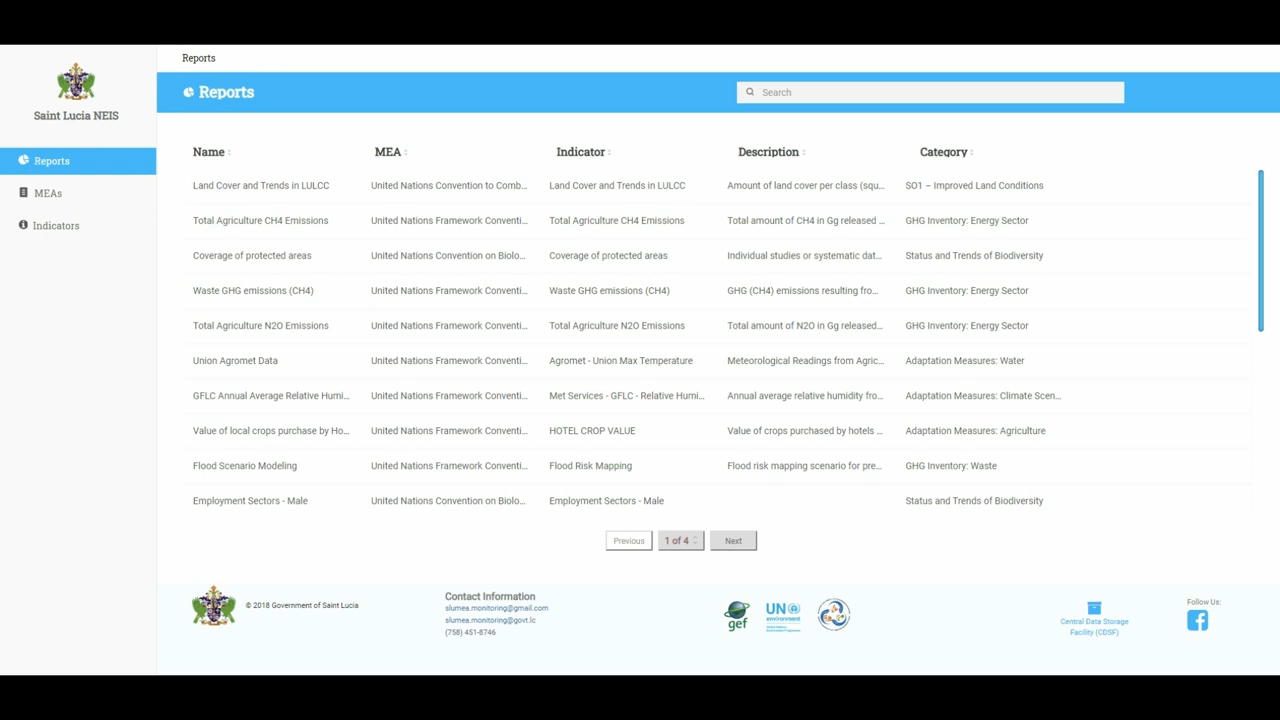 Reports
Saint Lucia NEIS
Reports
MEAs
Indicators
Reports
Search
Name MEA Indicator Description Category
Land Cover and Trends in LULCC United Nations Convention to Comb... Land Cover and Trends in LULCC Amount of land cover per class (squ... SO1 – Improved Land Conditions
Total Agriculture CH4 Emissions United Nations Framework Conventi... Total Agriculture CH4 Emissions Total amount of CH4 in Gg released ... GHG Inventory: Energy Sector
Coverage of protected areas United Nations Convention on Biolo... Coverage of protected areas Individual studies or systematic dat... Status and Trends of Biodiversity
Waste GHG emissions (CH4) United Nations Framework Conventi... Waste GHG emissions (CH4) GHG (CH4) emissions resulting fro... GHG Inventory: Energy Sector
Total Agriculture N2O Emissions United Nations Framework Conventi... Total Agriculture N2O Emissions Total amount of N2O in Gg released... GHG Inventory: Energy Sector
Union Agromet Data United Nations Framework Conventi... Agromet - Union Max Temperature Meteorological Readings from Agric... Adaptation Measures: Water
GFLC Annual Average Relative Humi... United Nations Framework Conventi... Met Services - GFLC - Relative Humi... Annual average relative humidity fro... Adaptation Measures: Climate Scen...
Value of local crops purchase by Ho... United Nations Framework Conventi... HOTEL CROP VALUE Value of crops purchased by hotels ... Adaptation Measures: Agriculture
Flood Scenario Modeling United Nations Framework Conventi... Flood Risk Mapping Flood risk mapping scenario for pre... GHG Inventory: Waste
Employment Sectors - Male United Nations Convention on Biolo... Employment Sectors - Male Status and Trends of Biodiversity
Previous 1 of 4 Next
© 2018 Government of Saint Lucia
Contact Information
slumea.monitoring@gmail.com
slumea.monitoring@govt.lc
(758) 451-8746
gef
UN
environment
Central Data Storage
Facility (CDSF)
Follow Us: